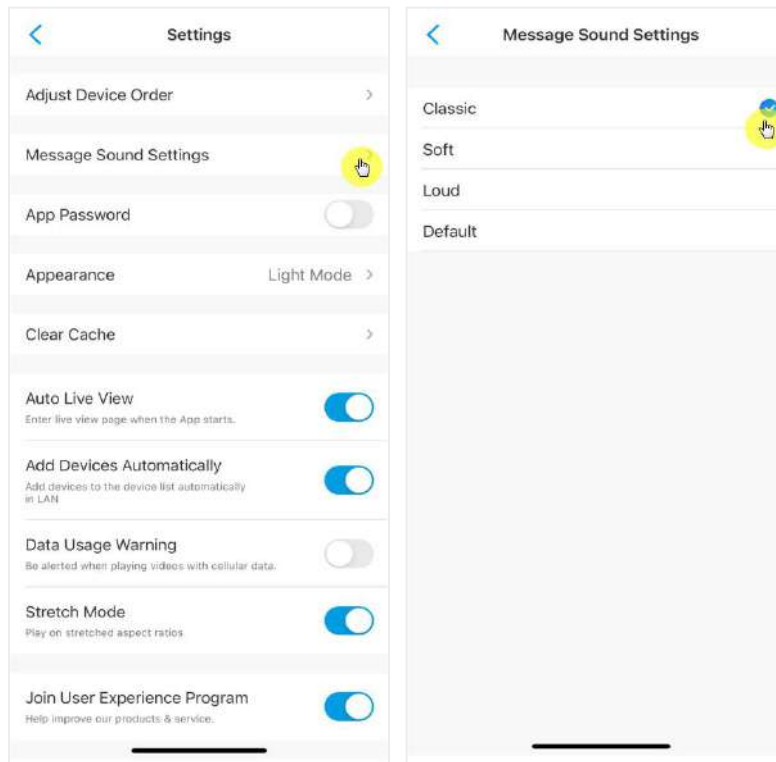 Settings
Adjust Device Order
Message Sound Settings
App Password
Appearance Light Mode
Clear Cache
Auto Live View
Enter live view page when the App starts.
Add Devices Automatically
Add devices to the device list automatically
in LAN
Data Usage Warning
Be alerted when playing videos with cellular data.
Stretch Mode
Play on stretched aspect ratios
Join User Experience Program
Help improve our products & service.
Message Sound Settings
Classic
Soft
Loud
Default